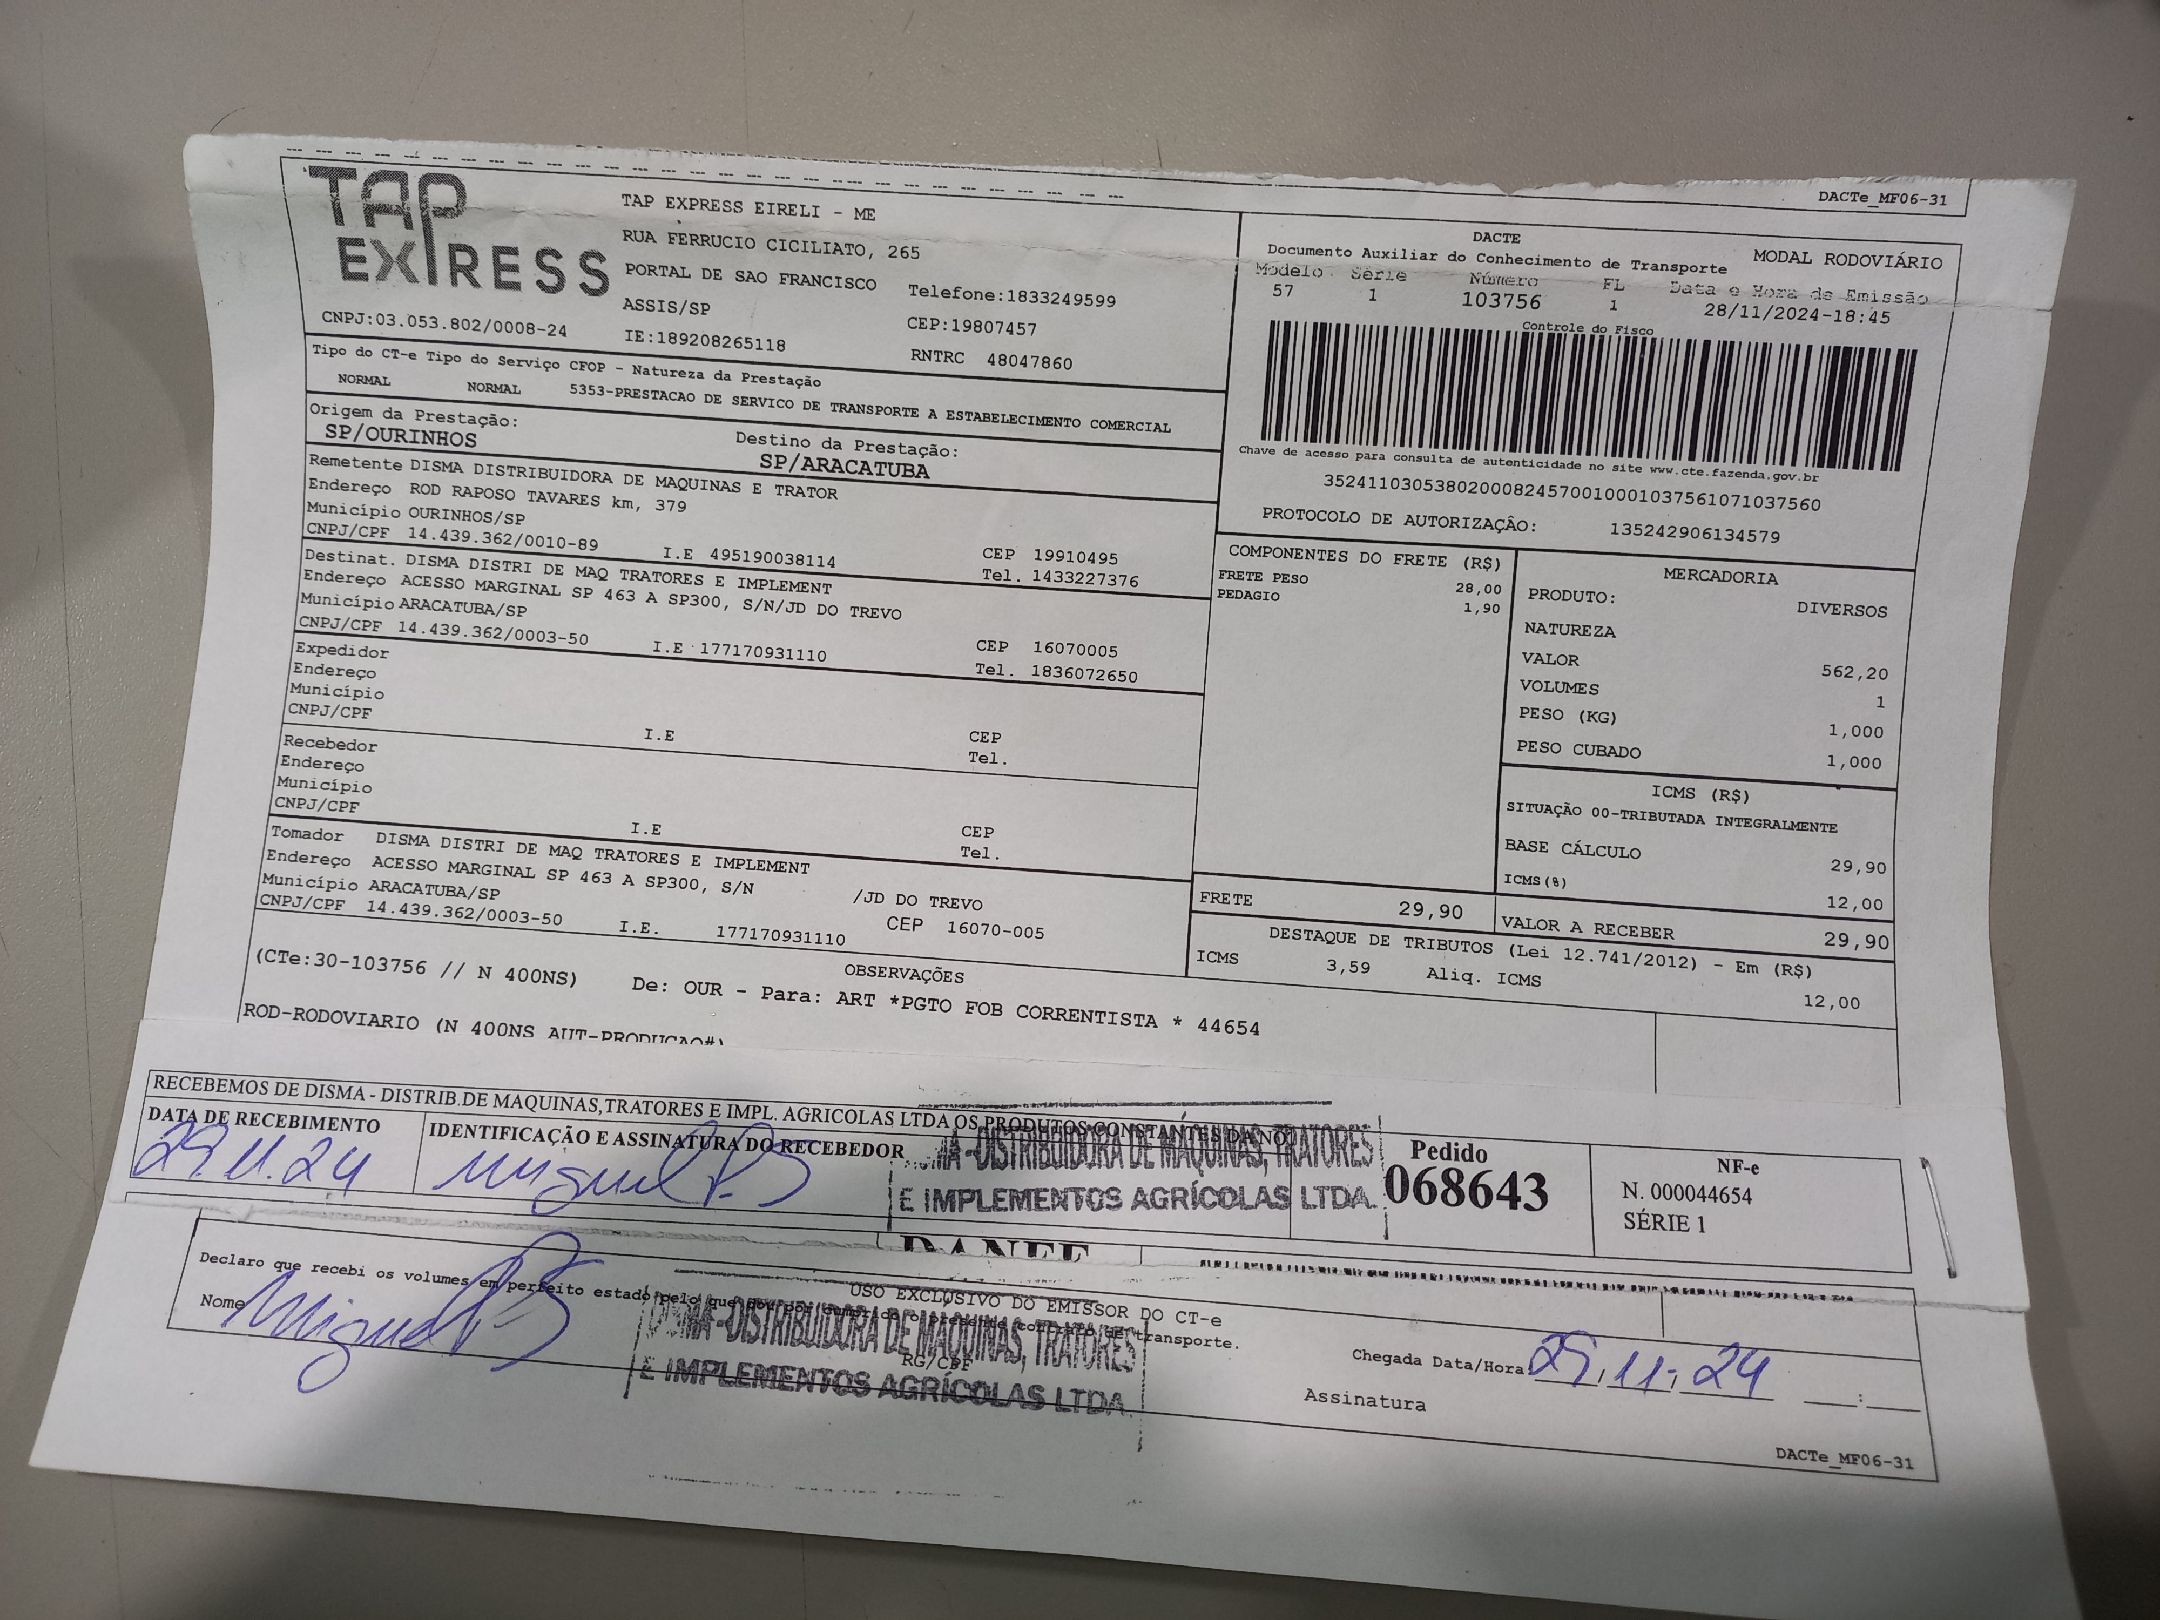 DACTe_MF06-31
TAP
EXPRESS
TAP EXPRESS EIRELI - ME
RUA FERRUCIO CICILIATO, 265
PORTAL DE SAO FRANCISCO
Telefone:1833249599
ASSIS/SP
CEP:19807457
CNPJ:03.053.802/0008-24
IE:189208265118
RNTRC 48047860
DACTE
Documento Auxiliar do Conhecimento de Transporte
MODAL RODOVIÁRIO
Modelo Série Número FL Data e Hora de Emissão
57 1 103756 1 28/11/2024-18:45
Controle do Fisco
Chave de acesso para consulta de autenticidade no site www.cte.fazenda.gov.br
35241103053802000824570010001037561071037560
PROTOCOLO DE AUTORIZAÇÃO: 135242906134579
Tipo do CT-e Tipo do Serviço CFOP - Natureza da Prestação
NORMAL NORMAL 5353-PRESTACAO DE SERVICO DE TRANSPORTE A ESTABELECIMENTO COMERCIAL
Origem da Prestação:
SP/OURINHOS
Destino da Prestação:
SP/ARACATUBA
Remetente DISMA DISTRIBUIDORA DE MAQUINAS E TRATOR
Endereço ROD RAPOSO TAVARES km, 379
Município OURINHOS/SP
CEP 19910495
CNPJ/CPF 14.439.362/0010-89 I.E 495190038114 Tel. 1433227376
Destinat. DISMA DISTRI DE MAQ TRATORES E IMPLEMENT
Endereço ACESSO MARGINAL SP 463 A SP300, S/N/JD DO TREVO
Município ARACATUBA/SP
CEP 16070005
CNPJ/CPF 14.439.362/0003-50 I.E 177170931110 Tel. 1836072650
Expedidor
Endereço
Município
CEP
CNPJ/CPF I.E Tel.
Recebedor
Endereço
Município
CEP
CNPJ/CPF I.E Tel.
Tomador DISMA DISTRI DE MAQ TRATORES E IMPLEMENT
Endereço ACESSO MARGINAL SP 463 A SP300, S/N /JD DO TREVO
Município ARACATUBA/SP
CEP 16070-005
CNPJ/CPF 14.439.362/0003-50 I.E. 177170931110
COMPONENTES DO FRETE (R$)
FRETE PESO 28,00
PEDAGIO 1,90
MERCADORIA
PRODUTO: DIVERSOS
NATUREZA
VALOR 562,20
VOLUMES 1
PESO (KG) 1,000
PESO CUBADO 1,000
ICMS (R$)
SITUAÇÃO 00-TRIBUTADA INTEGRALMENTE
BASE CÁLCULO 29,90
ICMS(%) 12,00
FRETE 29,90
VALOR A RECEBER 29,90
DESTAQUE DE TRIBUTOS (Lei 12.741/2012) - Em (R$)
ICMS 3,59 Aliq. ICMS 12,00
OBSERVAÇÕES
(CTe:30-103756 // N 400NS) De: OUR - Para: ART *PGTO FOB CORRENTISTA * 44654
ROD-RODOVIARIO (N 400NS AUT-PRODUCAO#)
RECEBEMOS DE DISMA - DISTRIB.DE MAQUINAS,TRATORES E IMPL. AGRICOLAS LTDA OS PRODUTOS CONSTANTES DA NO
DATA DE RECEBIMENTO
29.11.24
IDENTIFICAÇÃO E ASSINATURA DO RECEBEDOR
Miguel
-DISTRIBUIDORA DE MÁQUINAS, TRATORES
E IMPLEMENTOS AGRÍCOLAS LTDA.
Pedido
068643
NF-e
N. 000044654
SÉRIE 1
DANFE
USO EXCLUSIVO DO EMISSOR DO CT-e
Declaro que recebi os volumes em perfeito estado pelo que dou por cumprido o presente contrato de transporte.
Nome Miguel
DISMA -DISTRIBUIDORA DE MÁQUINAS, TRATORES
E IMPLEMENTOS AGRÍCOLAS LTDA.
RG/CPF
Chegada Data/Hora 29.11.24 :
Assinatura
DACTe_MF06-31